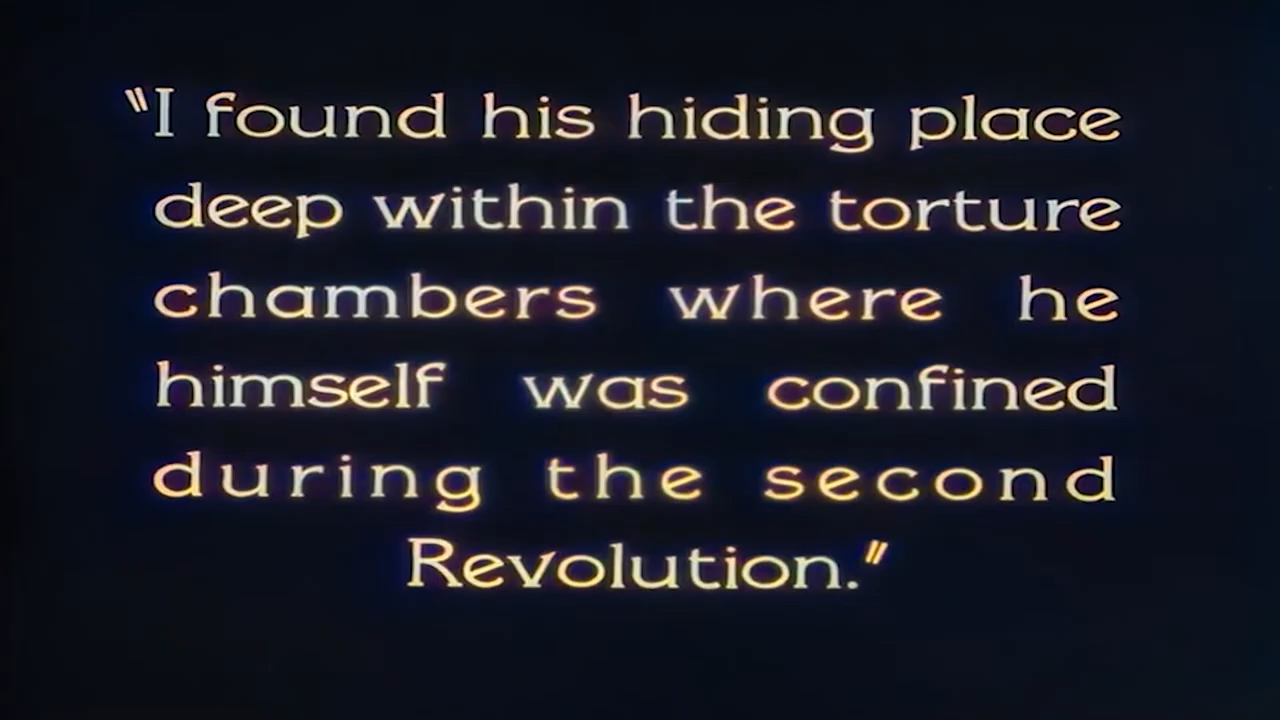 "I found his hiding place
deep within the torture
chambers where he
himself was confined
during the second
Revolution."